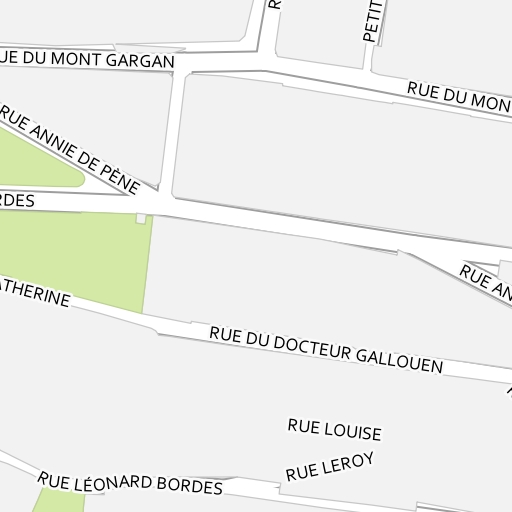 R
PETIT
UE DU MONT GARGAN
RUE DU MON
RUE ANNIE DE PÈNE
RDES
RUE AN
ATHERINE
RUE DU DOCTEUR GALLOUEN
RUE LOUISE
RUE LEROY
RUE LÉONARD BORDES